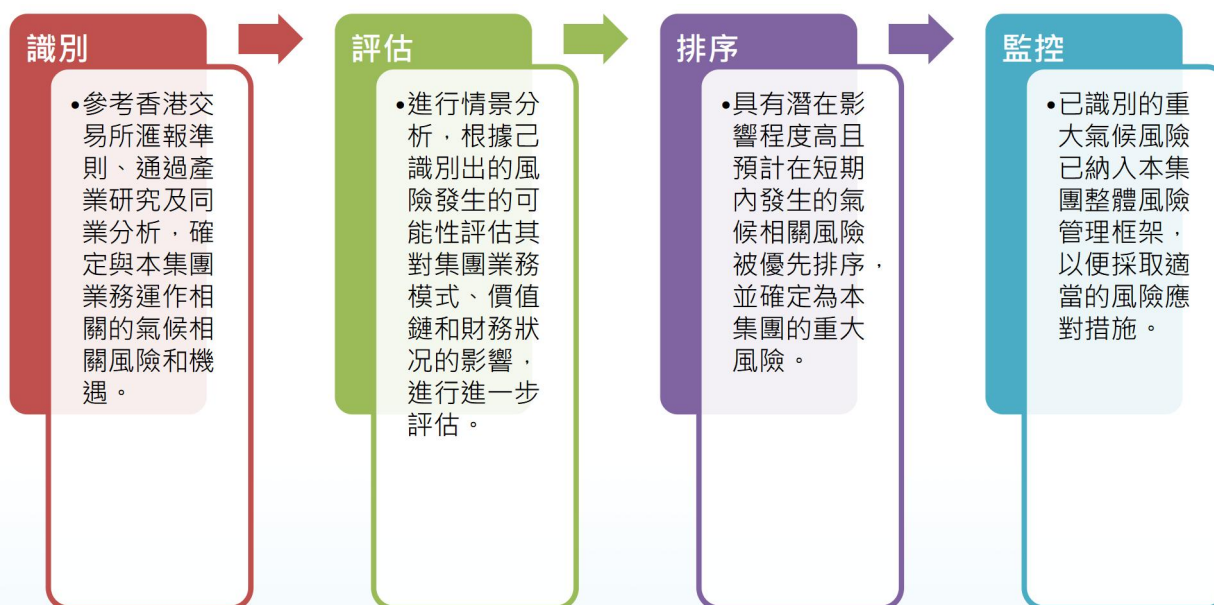 識別
•參考香港交
易所滙報準
則、通過產
業研究及同
業分析，確
定與本集團
業務運作相
關的氣候相
關風險和機
遇。
評估
•進行情景分
析，根據己
識別出的風
險發生的可
能性評估其
對集團業務
模式、價值
鏈和財務狀
况的影響，
進行進一步
評估。
排序
•具有潛在影
響程度高且
預計在短期
內發生的氣
候相關風險
被優先排序，
並確定為本
集團的重大
風險。
監控
•已識別的重
大氣候風險
已納入本集
團整體風險
管理框架，
以便採取適
當的風險應
對措施。